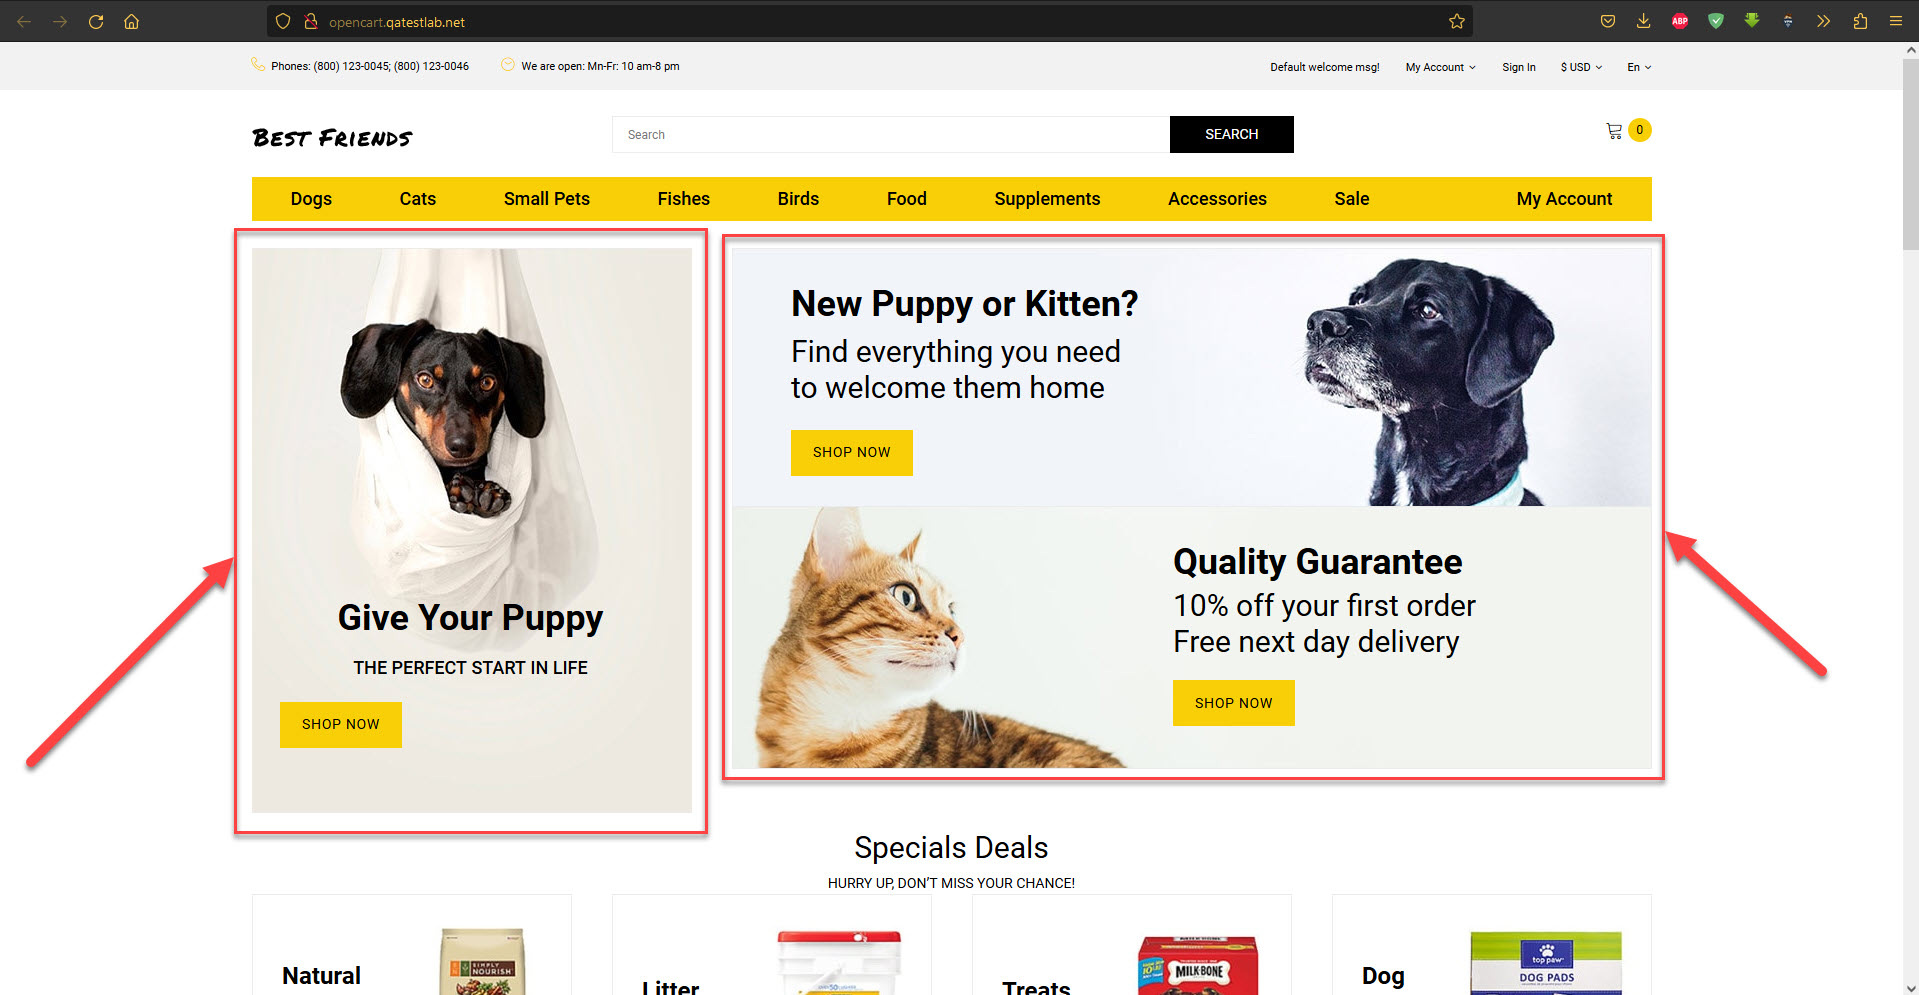 opencart.qatestlab.net
ABP
Phones: (800) 123-0045; (800) 123-0046
We are open: Mn-Fr: 10 am-8 pm
Default welcome msg!
My Account
Sign In
$ USD
En
Best Friends
Search
SEARCH
0
Dogs
Cats
Small Pets
Fishes
Birds
Food
Supplements
Accessories
Sale
My Account
Give Your Puppy
THE PERFECT START IN LIFE
SHOP NOW
New Puppy or Kitten?
Find everything you need
to welcome them home
SHOP NOW
Quality Guarantee
10% off your first order
Free next day delivery
SHOP NOW
Specials Deals
HURRY UP, DON'T MISS YOUR CHANCE!
Natural
SIMPLY
NOURISH
Litter
Treats
MILK-BONE
Dog
top paw
DOG PADS